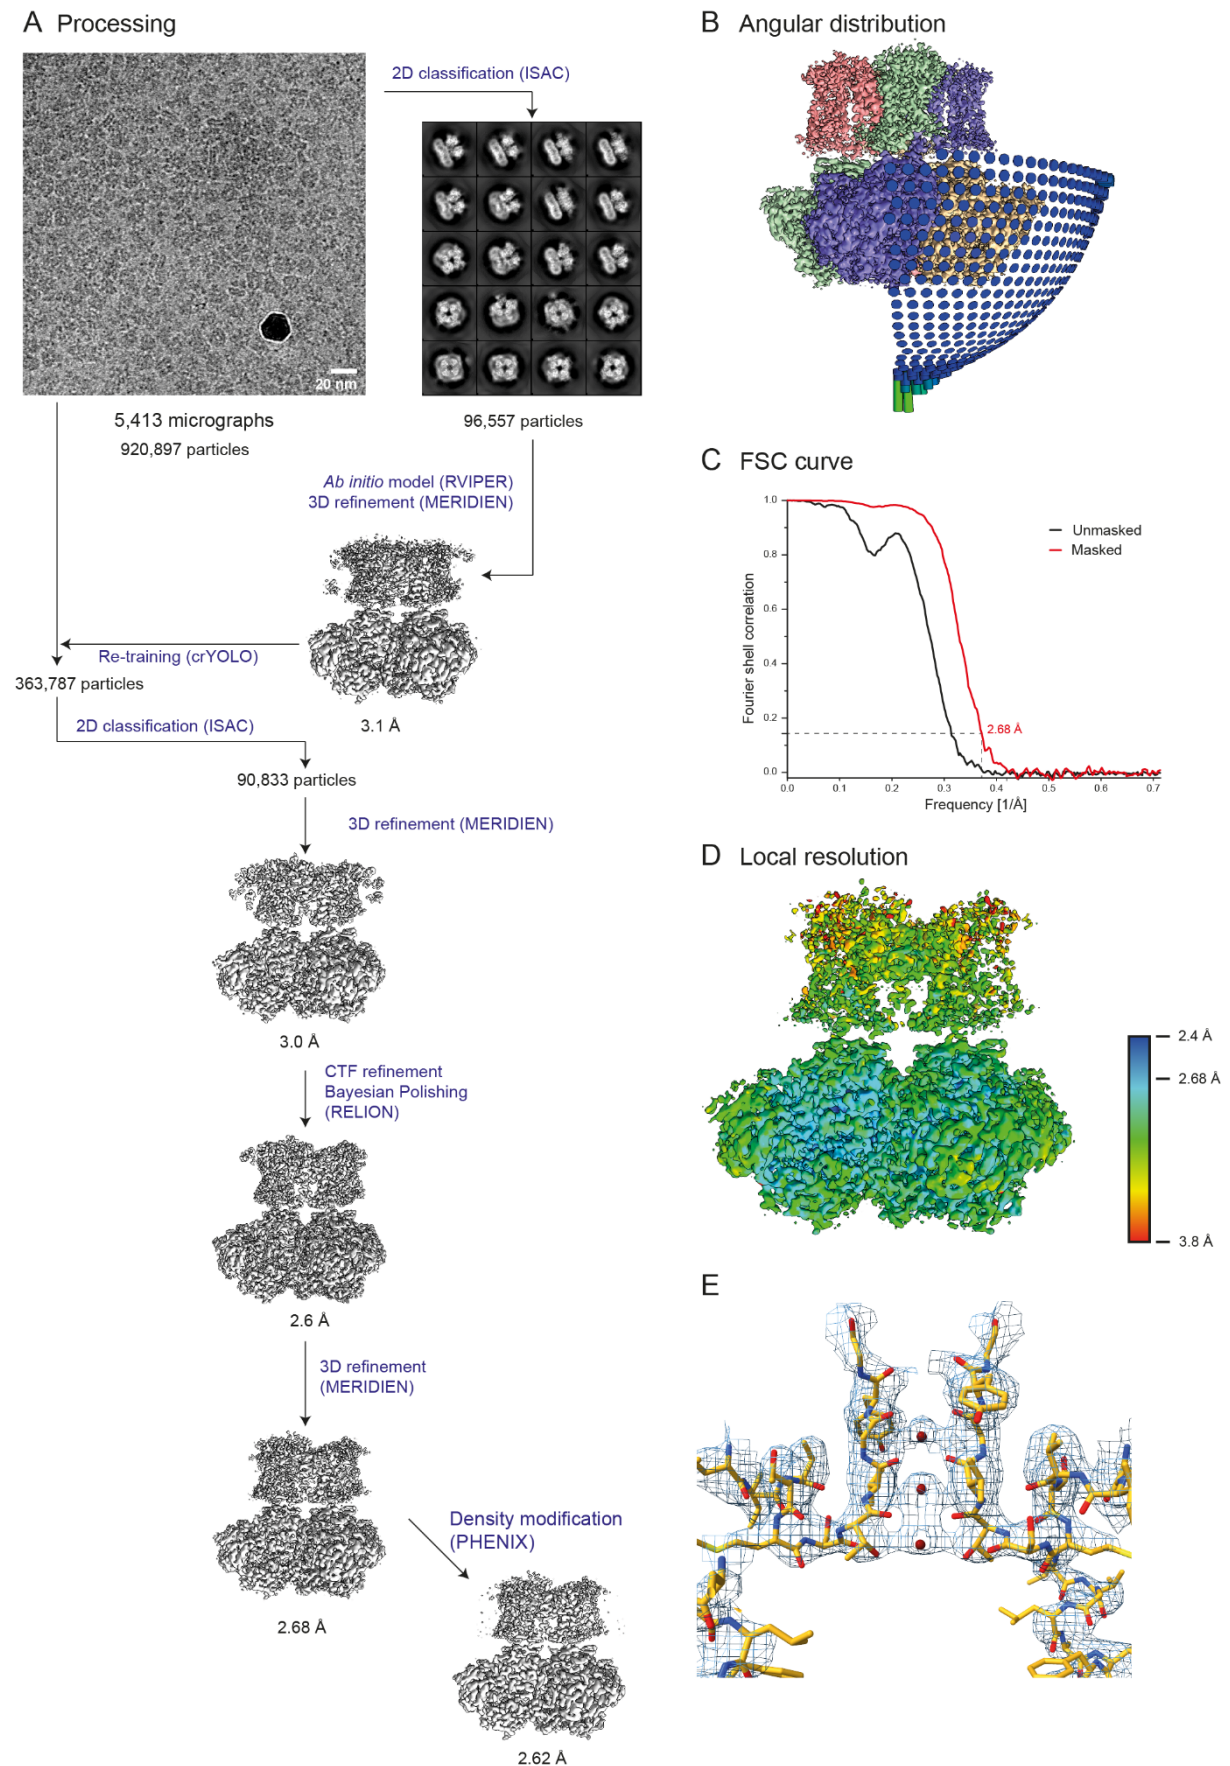 A Processing
2D classification (ISAC)
20 nm
5,413 micrographs
920,897 particles
96,557 particles
Ab initio model (RVIPER)
3D refinement (MERIDIEN)
Re-training (crYOLO)
363,787 particles
3.1 Å
2D classification (ISAC)
90,833 particles
3D refinement (MERIDIEN)
3.0 Å
CTF refinement
Bayesian Polishing
(RELION)
2.6 Å
3D refinement
(MERIDIEN)
2.68 Å
Density modification
(PHENIX)
2.62 Å
B Angular distribution
C FSC curve
1.0
0.8
0.6
0.4
0.2
0.0
Fourier shell correlation
Unmasked
Masked
2.68 Å
0.0 0.1 0.2 0.3 0.4 0.5 0.6 0.7
Frequency [1/Å]
D Local resolution
2.4 Å
2.68 Å
3.8 Å
E